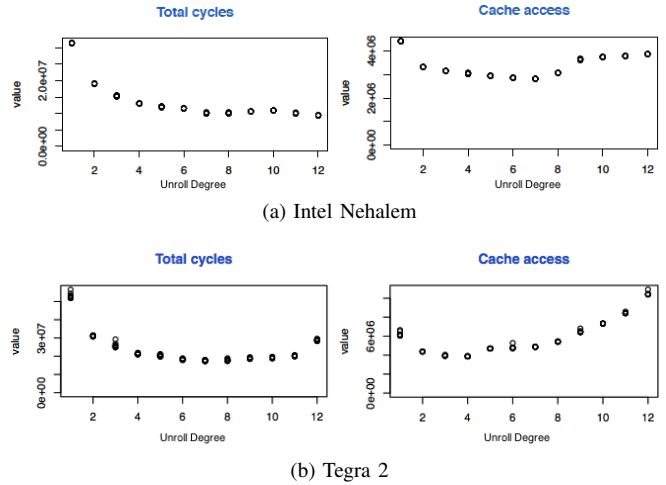 Total cycles
Cache access
value
0.0e+00 2.0e+07
2 4 6 8 10 12
Unroll Degree
value
0e+00 2e+06 4e+06
2 4 6 8 10 12
Unroll Degree
(a) Intel Nehalem
Total cycles
Cache access
value
0e+00 3e+07
2 4 6 8 10 12
Unroll Degree
value
0e+00 6e+06
2 4 6 8 10 12
Unroll Degree
(b) Tegra 2